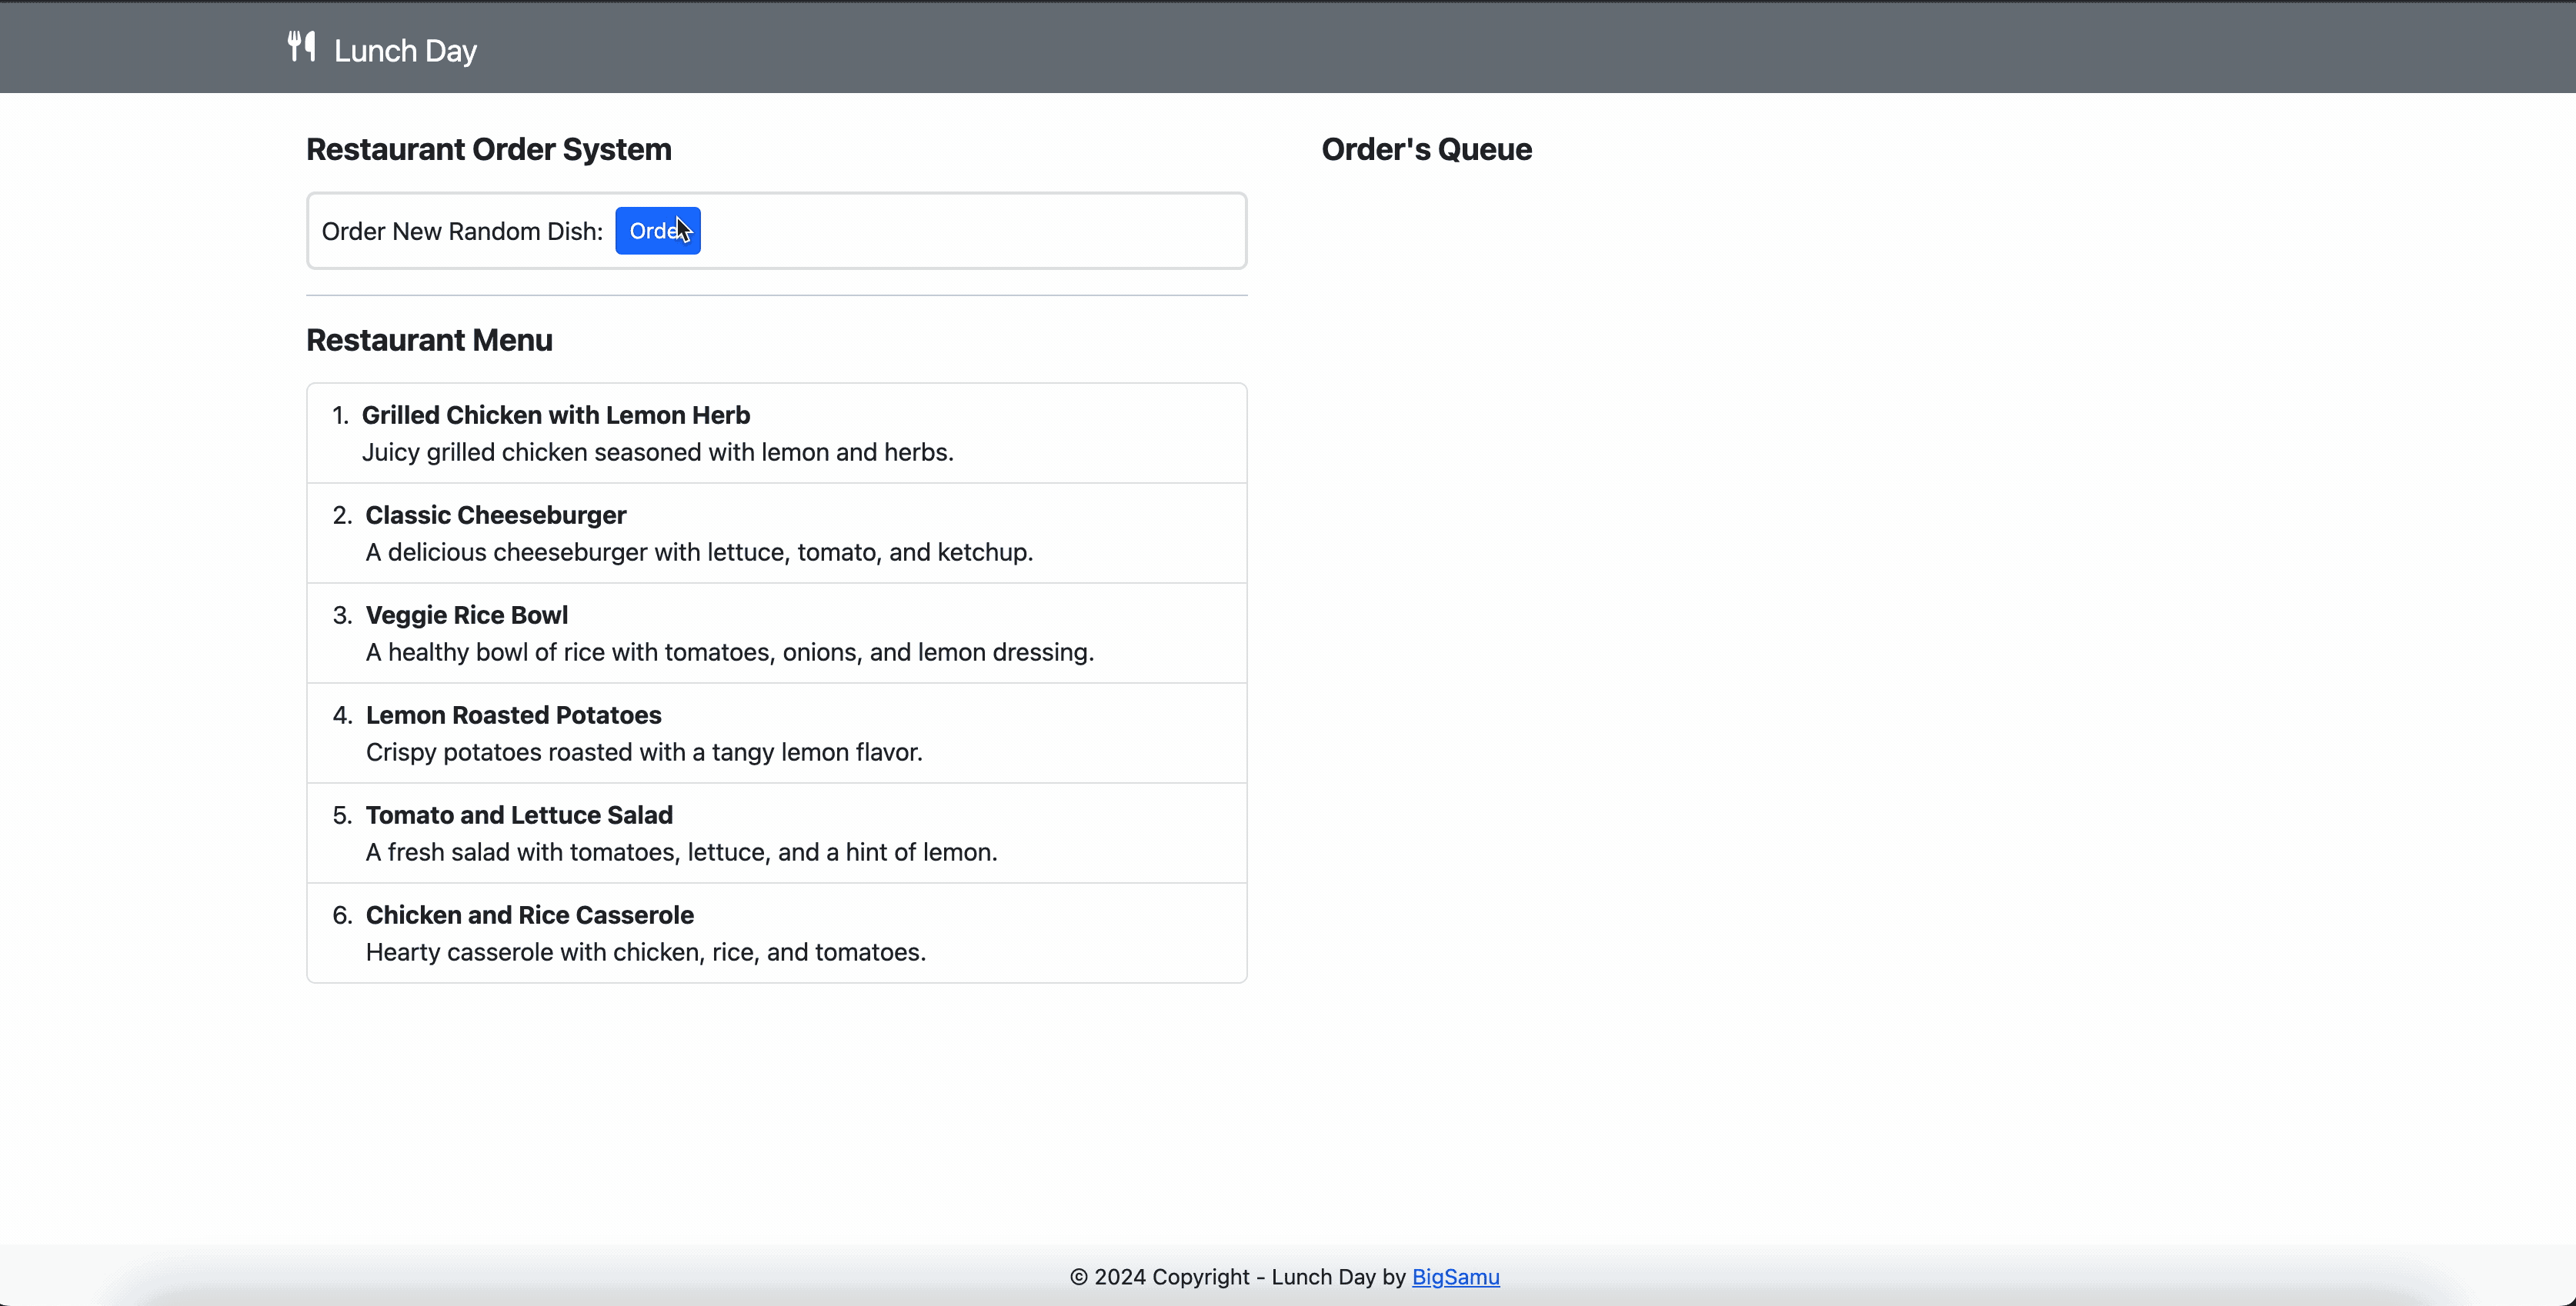 Lunch Day
Restaurant Order System
Order New Random Dish: Order
Restaurant Menu
1. Grilled Chicken with Lemon Herb
Juicy grilled chicken seasoned with lemon and herbs.
2. Classic Cheeseburger
A delicious cheeseburger with lettuce, tomato, and ketchup.
3. Veggie Rice Bowl
A healthy bowl of rice with tomatoes, onions, and lemon dressing.
4. Lemon Roasted Potatoes
Crispy potatoes roasted with a tangy lemon flavor.
5. Tomato and Lettuce Salad
A fresh salad with tomatoes, lettuce, and a hint of lemon.
6. Chicken and Rice Casserole
Hearty casserole with chicken, rice, and tomatoes.
Order's Queue
© 2024 Copyright - Lunch Day by BigSamu